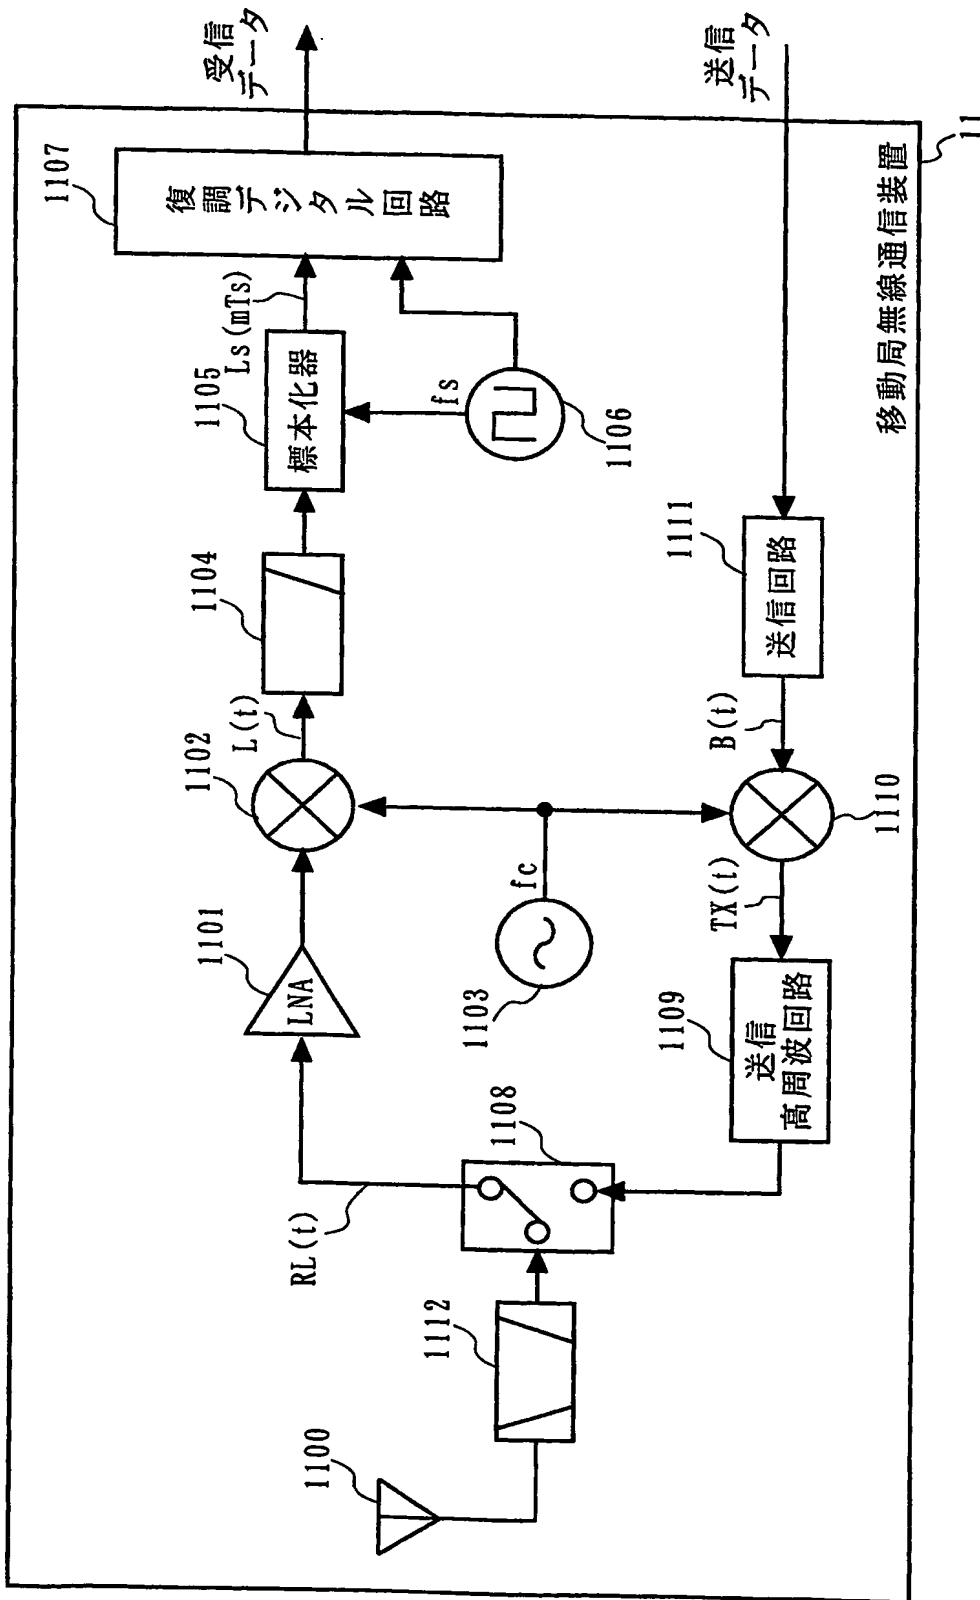 1100
1112
RL(t)
1108
1101
LNA
1102
L(t)
1104
1105
標本化器
Ls(mTs)
1107
復調デジタル回路
受信
データ
fs
1106
1103
fc
1109
送信
高周波回路
TX(t)
1110
B(t)
1111
送信回路
送信
データ
移動局無線通信装置
11